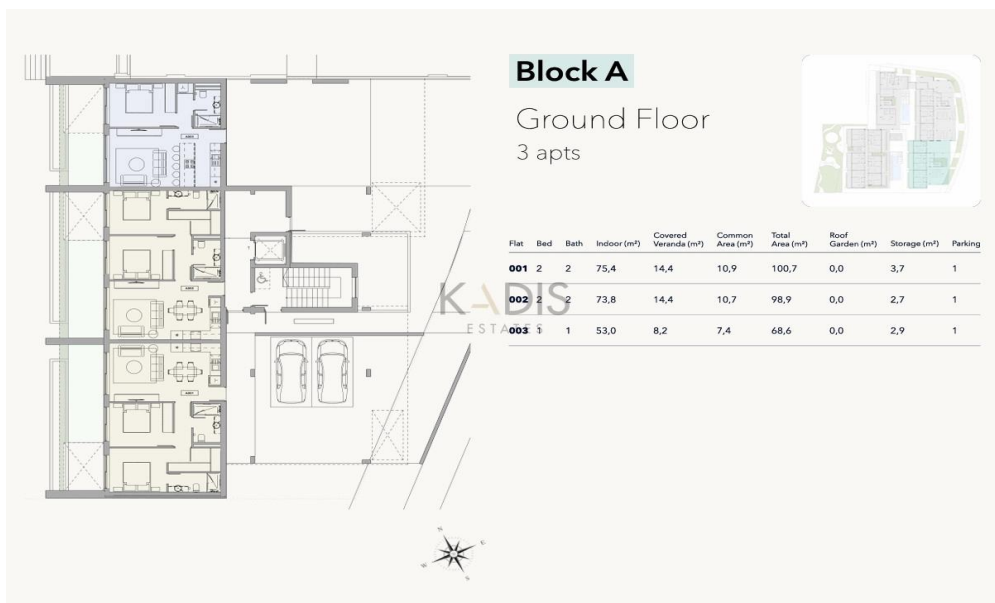 Block A
Ground Floor
3 apts
Flat Bed Bath Indoor (m²) Covered Veranda (m²) Common Area (m²) Total Area (m²) Roof Garden (m²) Storage (m²) Parking
001 2 2 75,4 14,4 10,9 100,7 0,0 3,7 1
002 2 2 73,8 14,4 10,7 98,9 0,0 2,7 1
003 1 1 53,0 8,2 7,4 68,6 0,0 2,9 1
KADIS
ESTATES